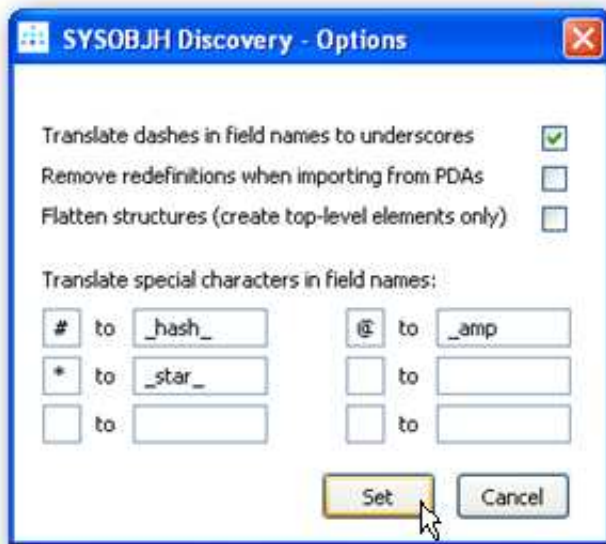 SYSOBJH Discovery - Options
Translate dashes in field names to underscores
Remove redefinitions when importing from PDAs
Flatten structures (create top-level elements only)
Translate special characters in field names:
# to _hash_ @ to _amp
* to _star_ to
to to
Set Cancel